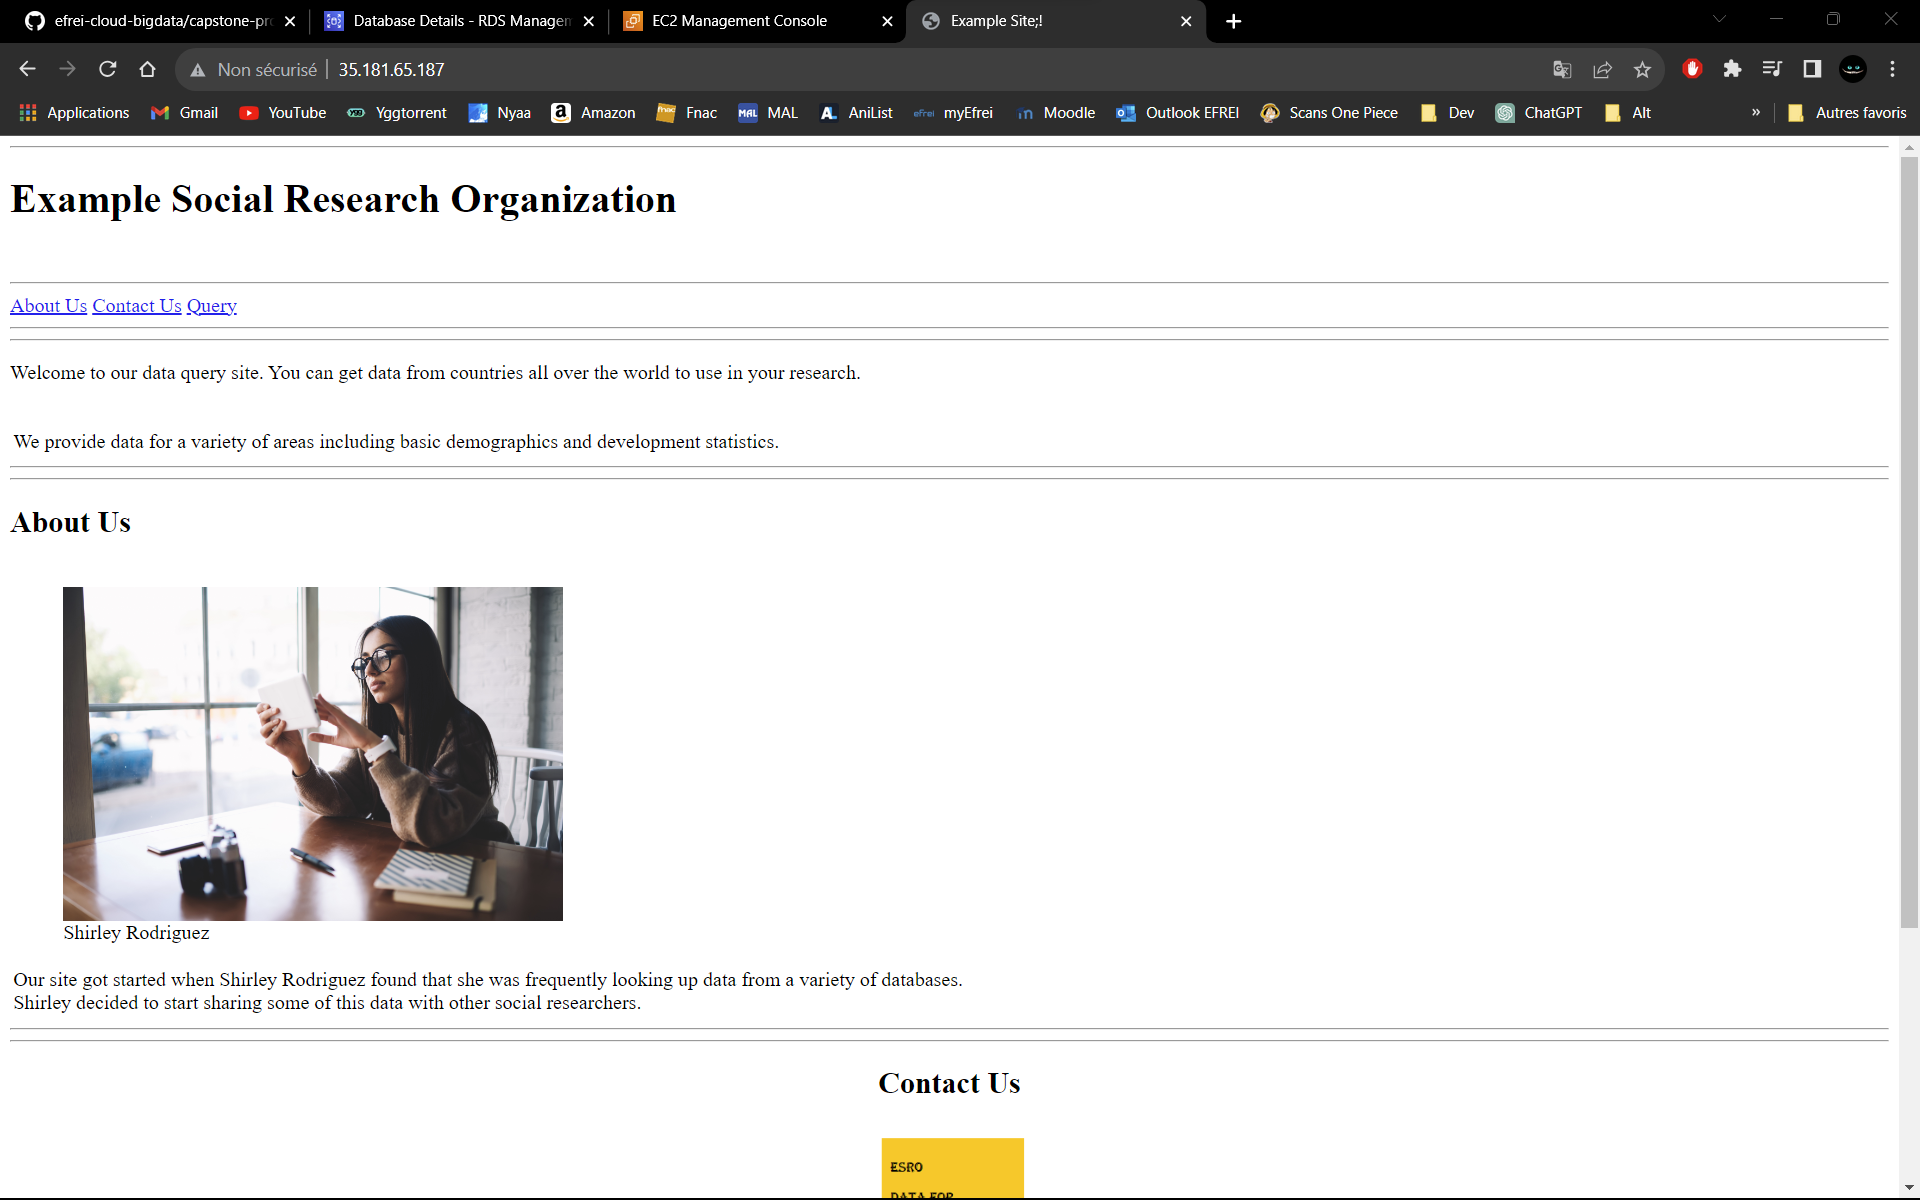 efrei-cloud-bigdata/capstone-pro
Database Details - RDS Managem
EC2 Management Console
Example Site;!
Non sécurisé | 35.181.65.187
Applications Gmail YouTube Yggtorrent Nyaa Amazon Fnac MAL AniList myEfrei Moodle Outlook EFREI Scans One Piece Dev ChatGPT Alt » Autres favoris
Example Social Research Organization
About Us Contact Us Query
Welcome to our data query site. You can get data from countries all over the world to use in your research.
We provide data for a variety of areas including basic demographics and development statistics.
About Us
Shirley Rodriguez
Our site got started when Shirley Rodriguez found that she was frequently looking up data from a variety of databases.
Shirley decided to start sharing some of this data with other social researchers.
Contact Us
ESRO
DATA FOR